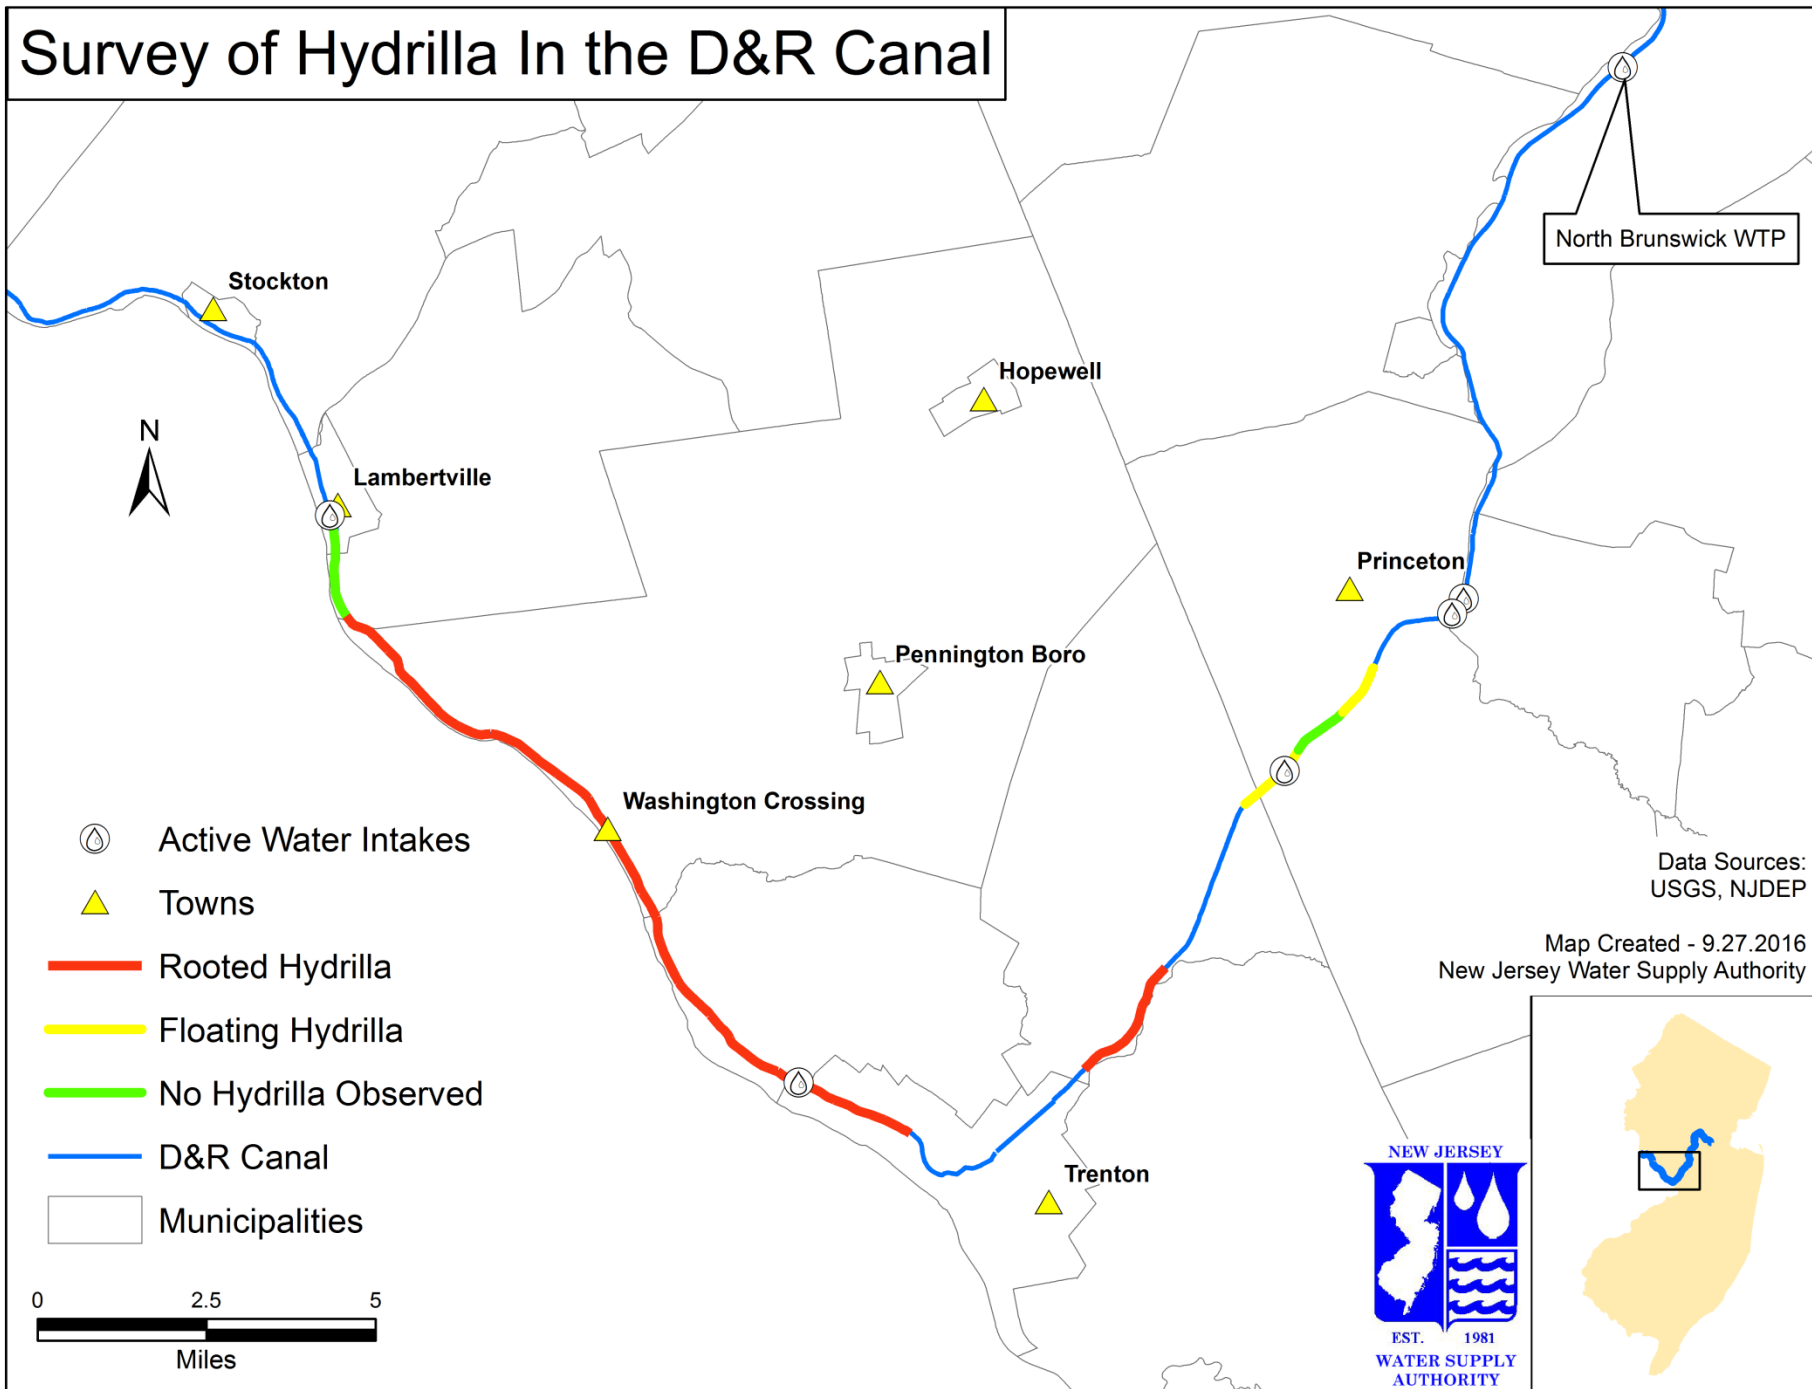 Survey of Hydrilla In the D&R Canal
North Brunswick WTP
Stockton
Hopewell
Lambertville
N
Princeton
Pennington Boro
Washington Crossing
Trenton
Active Water Intakes
Towns
Rooted Hydrilla
Floating Hydrilla
No Hydrilla Observed
D&R Canal
Municipalities
0 2.5 5
Miles
Data Sources:
USGS, NJDEP
Map Created - 9.27.2016
New Jersey Water Supply Authority
NEW JERSEY
EST. 1981
WATER SUPPLY
AUTHORITY